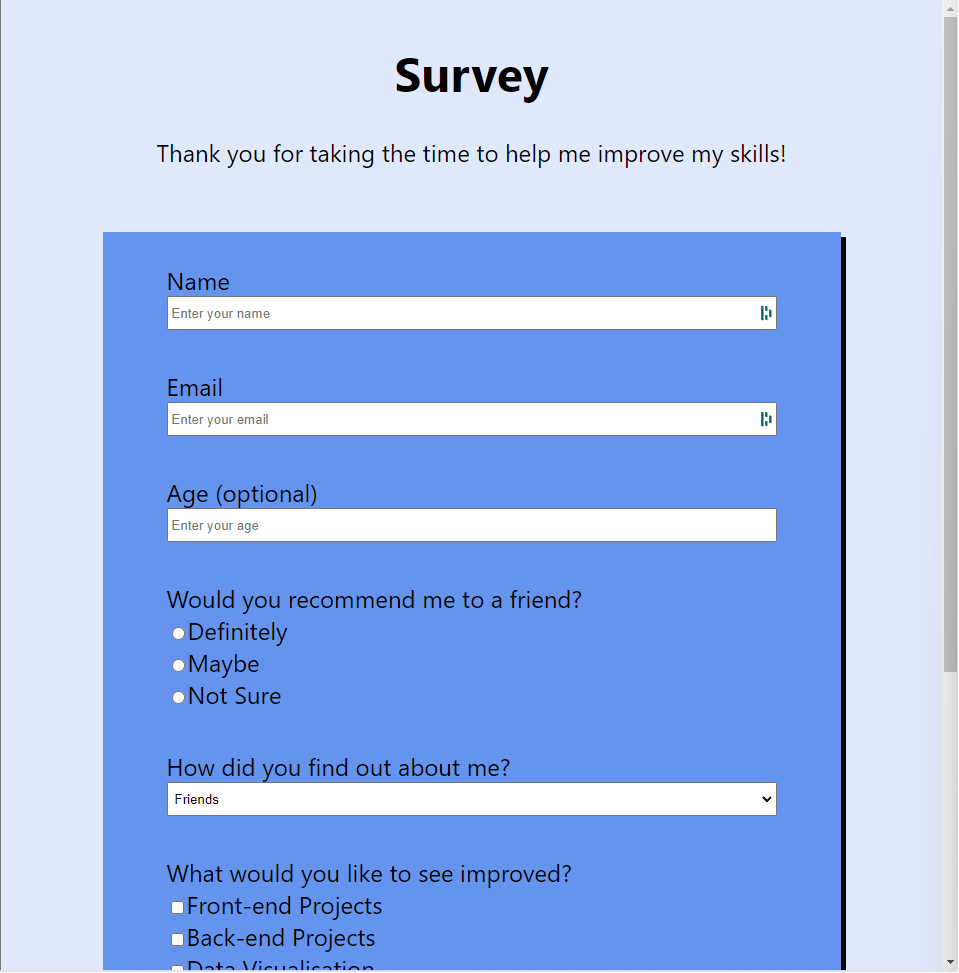 Survey
Thank you for taking the time to help me improve my skills!
Name
Enter your name
Email
Enter your email
Age (optional)
Enter your age
Would you recommend me to a friend?
Definitely
Maybe
Not Sure
How did you find out about me?
Friends
What would you like to see improved?
Front-end Projects
Back-end Projects
Data Visualisation